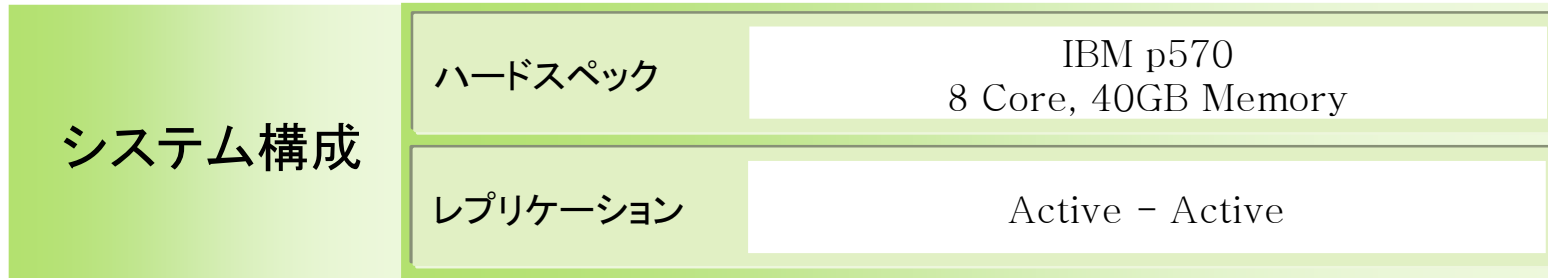 システム構成
ハードスペック
IBM p570
8 Core, 40GB Memory
レプリケーション
Active - Active